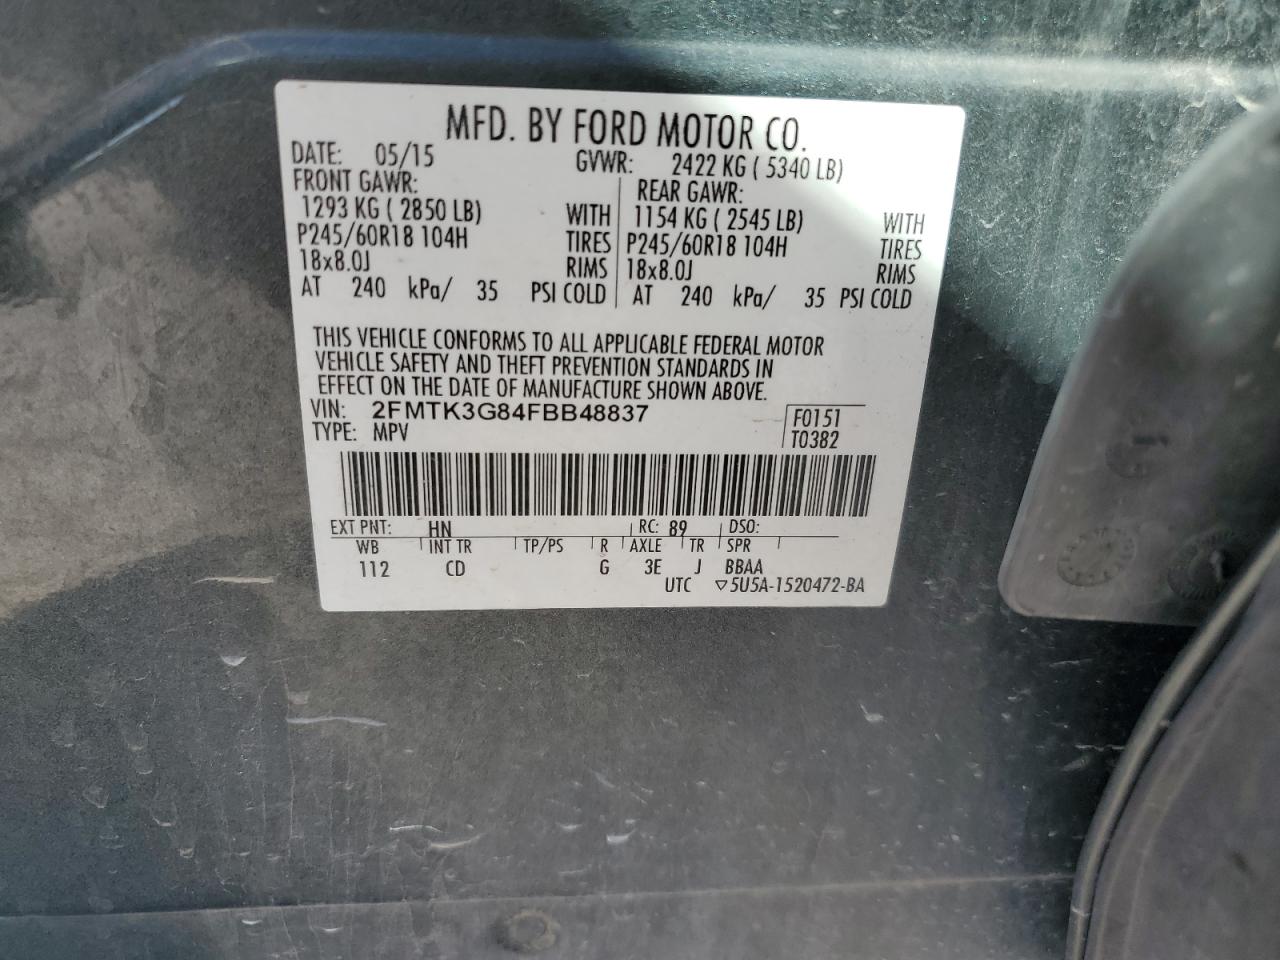 MFD. BY FORD MOTOR CO.
DATE: 05/15 GVWR: 2422 KG ( 5340 LB)
FRONT GAWR: REAR GAWR:
1293 KG ( 2850 LB) WITH 1154 KG ( 2545 LB) WITH
P245/60R18 104H TIRES P245/60R18 104H TIRES
18x8.0J RIMS 18x8.0J RIMS
AT 240 kPa/ 35 PSI COLD AT 240 kPa/ 35 PSI COLD
THIS VEHICLE CONFORMS TO ALL APPLICABLE FEDERAL MOTOR
VEHICLE SAFETY AND THEFT PREVENTION STANDARDS IN
EFFECT ON THE DATE OF MANUFACTURE SHOWN ABOVE.
VIN: 2FMTK3G84FBB48837 F0151
TYPE: MPV T0382
EXT PNT: HN RC: 89 DSO:
WB INT TR TP/PS R AXLE TR SPR
112 CD G 3E J BBAA
UTC ▽5U5A-1520472-BA